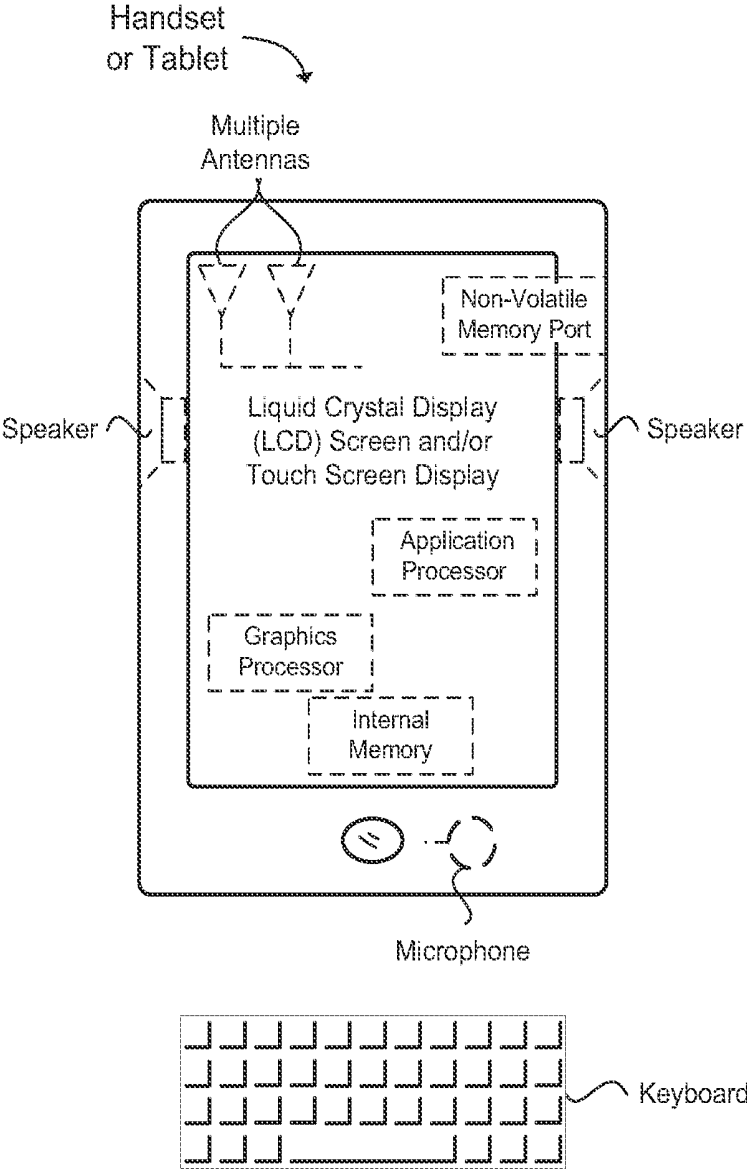 Handset
or Tablet
Multiple
Antennas
Non-Volatile
Memory Port
Speaker
Liquid Crystal Display
(LCD) Screen and/or
Touch Screen Display
Speaker
Application
Processor
Graphics
Processor
Internal
Memory
Microphone
Keyboard